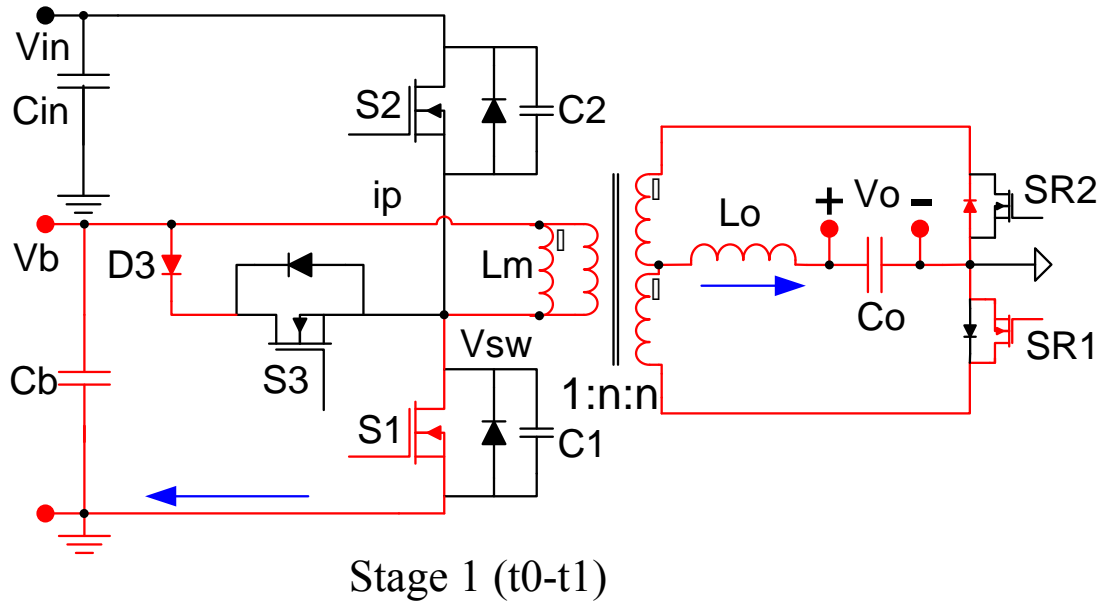 Vin
Cin
S2
C2
ip
Vb
D3
Lm
Lo
+
Vo
-
SR2
Co
SR1
Vsw
S3
Cb
1:n:n
S1
C1
Stage 1 (t0-t1)